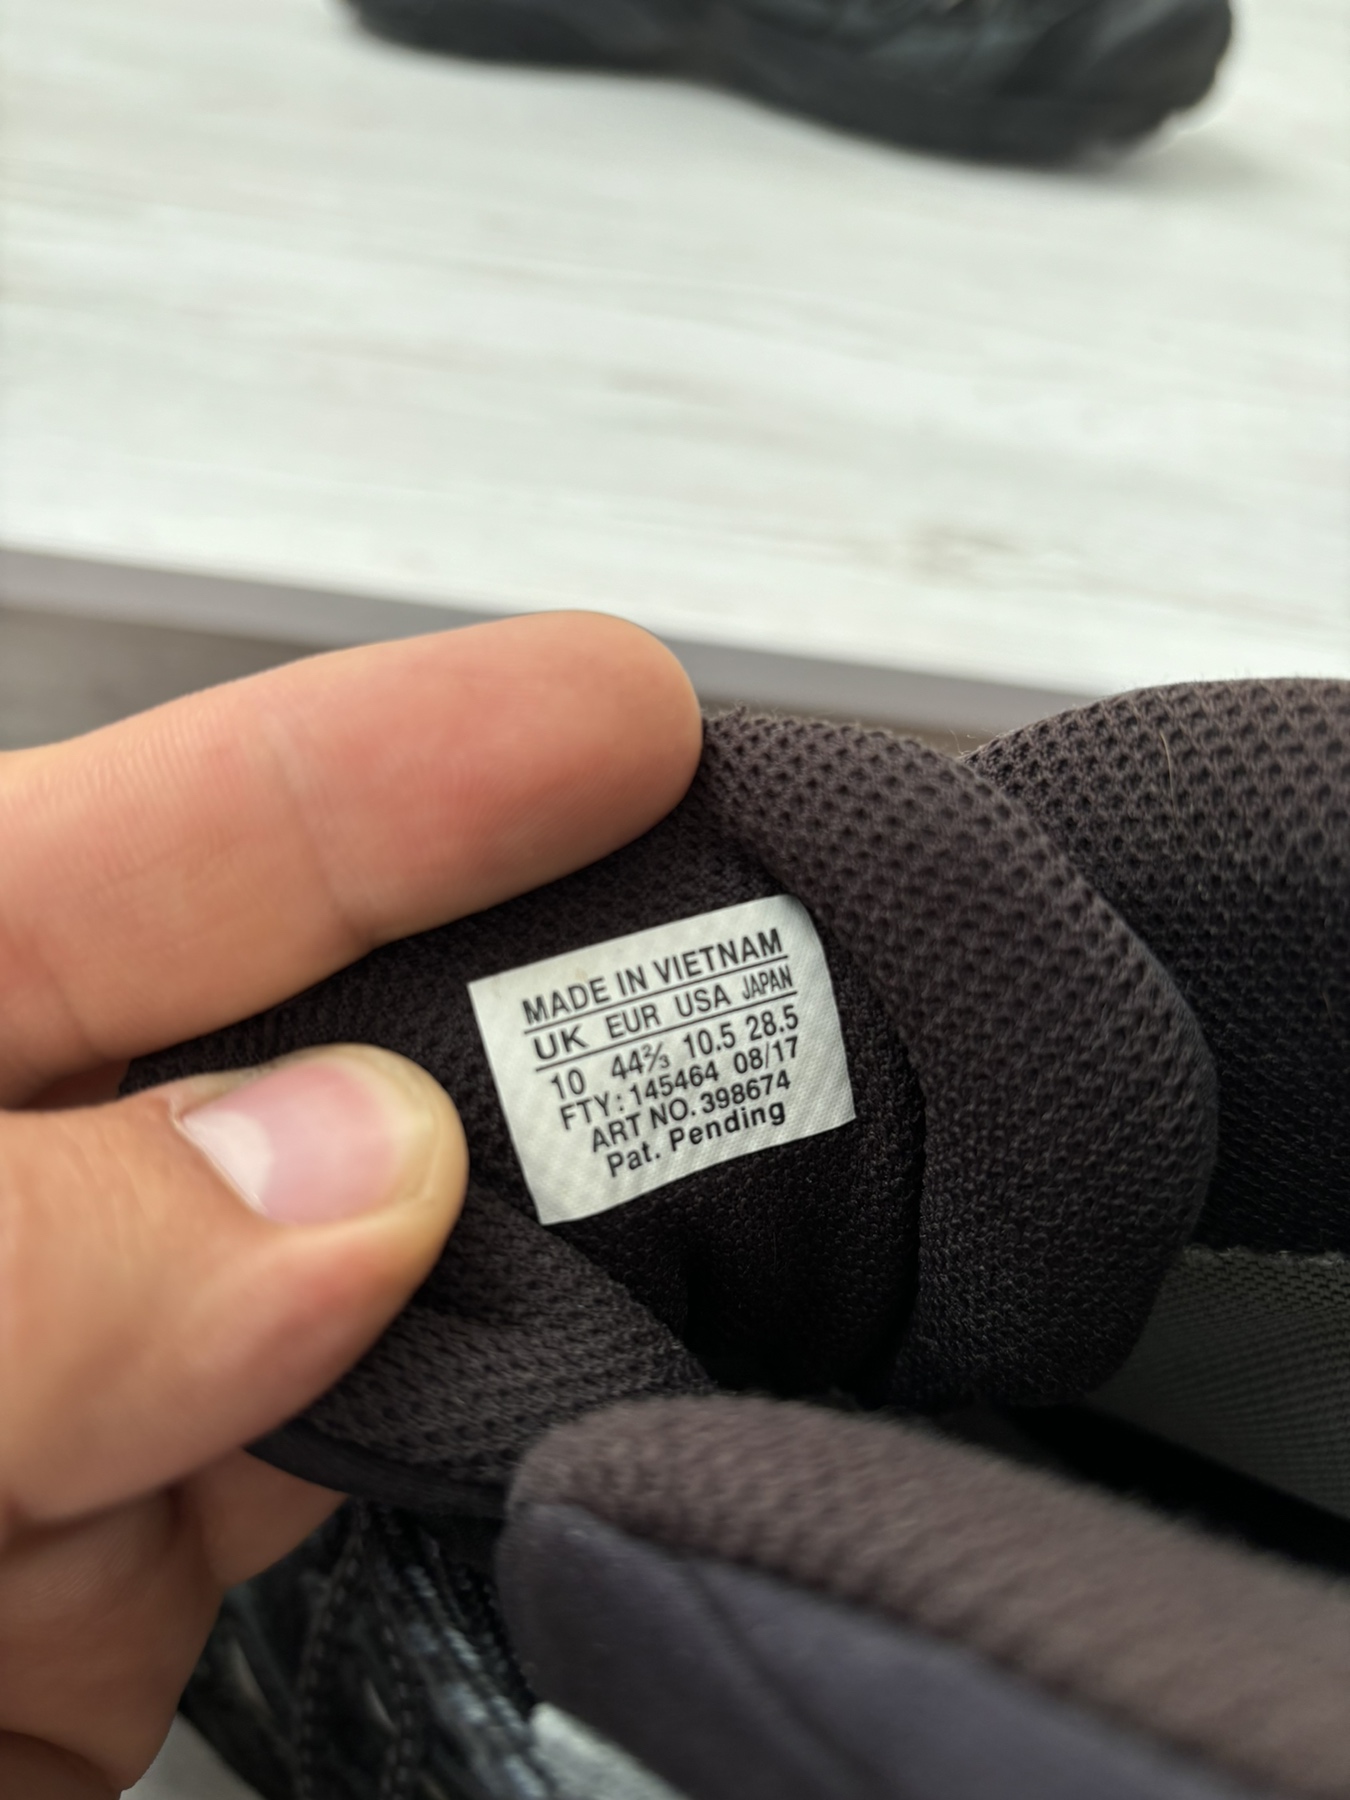 MADE IN VIETNAM
UK EUR USA JAPAN
10 44⅔ 10.5 28.5
FTY: 145464 08/17
ART NO. 398674
Pat. Pending